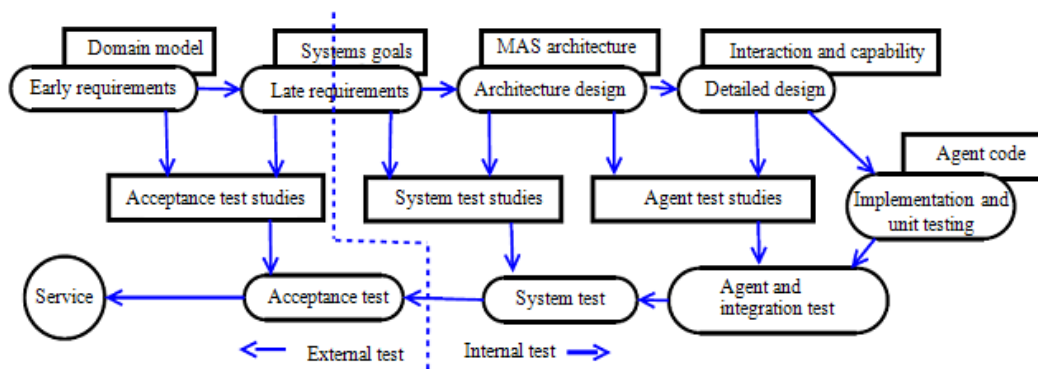 Domain model
Systems goals
MAS architecture
Interaction and capability
Early requirements
Late requirements
Architecture design
Detailed design
Agent code
Acceptance test studies
System test studies
Agent test studies
Implementation and
unit testing
Service
Acceptance test
System test
Agent and
integration test
External test
Internal test